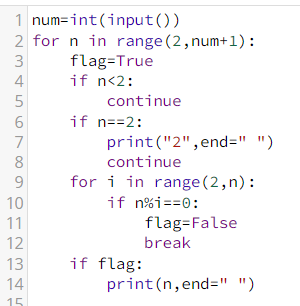 1 num=int(input())
2 for n in range(2,num+1):
3     flag=True
4     if n<2:
5         continue
6     if n==2:
7         print("2",end=" ")
8         continue
9     for i in range(2,n):
10         if n%i==0:
11             flag=False
12             break
13     if flag:
14         print(n,end=" ")